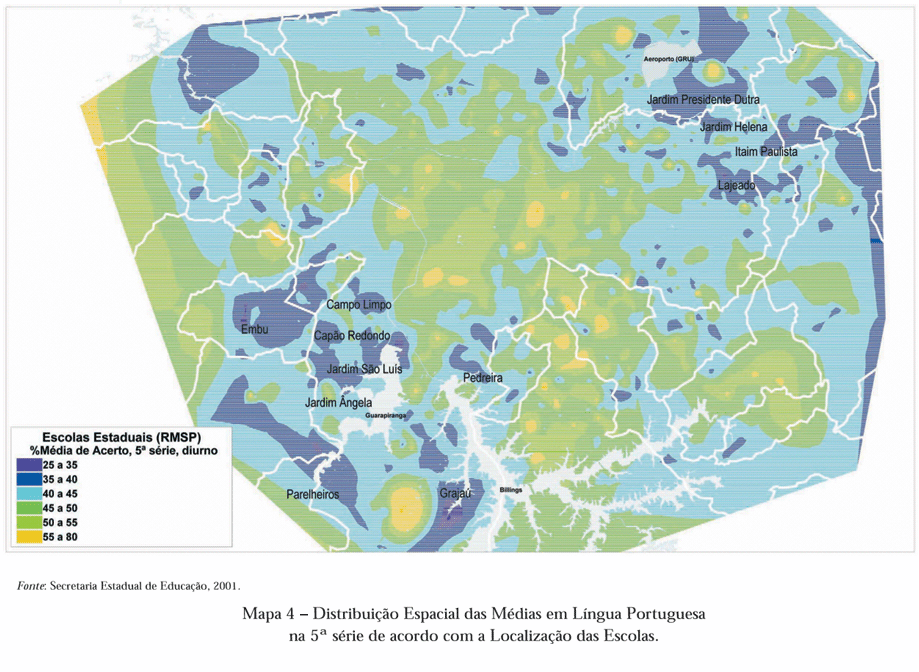 Aeroporto (GRU)
Jardim Presidente Dutra
Jardim Helena
Itaim Paulista
Lajeado
Campo Limpo
Embu
Capão Redondo
Jardim São Luís
Pedreira
Jardim Ângela
Guarapiranga
Parelheiros
Grajaú
Billings
Escolas Estaduais (RMSP)
%Média de Acerto, 5ª série, diurno
25 a 35
35 a 40
40 a 45
45 a 50
50 a 55
55 a 80
Fonte: Secretaria Estadual de Educação, 2001.
Mapa 4 – Distribuição Espacial das Médias em Língua Portuguesa
na 5ª série de acordo com a Localização das Escolas.